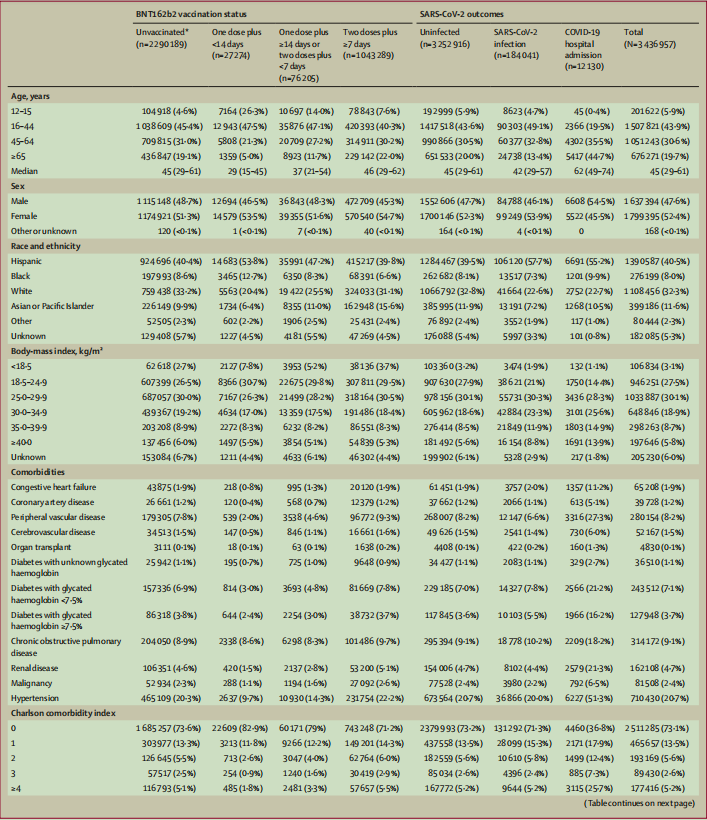 BNT162b2 vaccination status SARS-CoV-2 outcomes
Unvaccinated* (n=2 290 189) One dose plus <14 days (n=27 274) One dose plus ≥14 days or two doses plus <7 days (n=76 205) Two doses plus ≥7 days (n=1 043 289) Uninfected (n=3 252 916) SARS-CoV-2 infection (n=184 041) COVID-19 hospital admission (n=12 130) Total (N=3 436 957)
Age, years
12–15 104 918 (4·6%) 7164 (26·3%) 10 697 (14·0%) 78 843 (7·6%) 192 999 (5·9%) 8623 (4·7%) 45 (0·4%) 201 622 (5·9%)
16–44 1 038 609 (45·4%) 12 943 (47·5%) 35 876 (47·1%) 420 393 (40·3%) 1 417 518 (43·6%) 90 303 (49·1%) 2366 (19·5%) 1 507 821 (43·9%)
45–64 709 815 (31·0%) 5808 (21·3%) 20 709 (27·2%) 314 911 (30·2%) 990 866 (30·5%) 60 377 (32·8%) 4302 (35·5%) 1 051 243 (30·6%)
≥65 436 847 (19·1%) 1359 (5·0%) 8923 (11·7%) 229 142 (22·0%) 651 533 (20·0%) 24 738 (13·4%) 5417 (44·7%) 676 271 (19·7%)
Median 45 (29–61) 29 (15–45) 37 (21–54) 46 (29–62) 45 (29–61) 42 (29–57) 62 (49–74) 45 (29–61)
Sex
Male 1 115 148 (48·7%) 12 694 (46·5%) 36 843 (48·3%) 472 709 (45·3%) 1 552 606 (47·7%) 84 788 (46·1%) 6608 (54·5%) 1 637 394 (47·6%)
Female 1 174 921 (51·3%) 14 579 (53·5%) 39 355 (51·6%) 570 540 (54·7%) 1 700 146 (52·3%) 99 249 (53·9%) 5522 (45·5%) 1 799 395 (52·4%)
Other or unknown 120 (<0·1%) 1 (<0·1%) 7 (<0·1%) 40 (<0·1%) 164 (<0·1%) 4 (<0·1%) 0 168 (<0·1%)
Race and ethnicity
Hispanic 924 696 (40·4%) 14 683 (53·8%) 35 991 (47·2%) 415 217 (39·8%) 1 284 467 (39·5%) 106 120 (57·7%) 6691 (55·2%) 1 390 587 (40·5%)
Black 197 993 (8·6%) 3465 (12·7%) 6350 (8·3%) 68 391 (6·6%) 262 682 (8·1%) 13 517 (7·3%) 1201 (9·9%) 276 199 (8·0%)
White 759 438 (33·2%) 5563 (20·4%) 19 422 (25·5%) 324 033 (31·1%) 1 066 792 (32·8%) 41 664 (22·6%) 2752 (22·7%) 1 108 456 (32·3%)
Asian or Pacific Islander 226 149 (9·9%) 1734 (6·4%) 8355 (11·0%) 162 948 (15·6%) 385 995 (11·9%) 13 191 (7·2%) 1268 (10·5%) 399 186 (11·6%)
Other 52 505 (2·3%) 602 (2·2%) 1906 (2·5%) 25 431 (2·4%) 76 892 (2·4%) 3552 (1·9%) 117 (1·0%) 80 444 (2·3%)
Unknown 129 408 (5·7%) 1227 (4·5%) 4181 (5·5%) 47 269 (4·5%) 176 088 (5·4%) 5997 (3·3%) 101 (0·8%) 182 085 (5·3%)
Body-mass index, kg/m²
<18·5 62 618 (2·7%) 2127 (7·8%) 3953 (5·2%) 38 136 (3·7%) 103 360 (3·2%) 3474 (1·9%) 132 (1·1%) 106 834 (3·1%)
18·5–24·9 607 399 (26·5%) 8366 (30·7%) 22 675 (29·8%) 307 811 (29·5%) 907 630 (27·9%) 38 621 (21%) 1750 (14·4%) 946 251 (27·5%)
25·0–29·9 687 057 (30·0%) 7167 (26·3%) 21 499 (28·2%) 318 164 (30·5%) 978 156 (30·1%) 55 731 (30·3%) 3436 (28·3%) 1 033 887 (30·1%)
30·0–34·9 439 367 (19·2%) 4634 (17·0%) 13 359 (17·5%) 191 486 (18·4%) 605 962 (18·6%) 42 884 (23·3%) 3101 (25·6%) 648 846 (18·9%)
35·0–39·9 203 208 (8·9%) 2272 (8·3%) 6232 (8·2%) 86 551 (8·3%) 276 414 (8·5%) 21 849 (11·9%) 1803 (14·9%) 298 263 (8·7%)
≥40·0 137 456 (6·0%) 1497 (5·5%) 3854 (5·1%) 54 839 (5·3%) 181 492 (5·6%) 16 154 (8·8%) 1691 (13·9%) 197 646 (5·8%)
Unknown 153 084 (6·7%) 1211 (4·4%) 4633 (6·1%) 46 302 (4·4%) 199 902 (6·1%) 5328 (2·9%) 217 (1·8%) 205 230 (6·0%)
Comorbidities
Congestive heart failure 43 875 (1·9%) 218 (0·8%) 995 (1·3%) 20 120 (1·9%) 61 451 (1·9%) 3757 (2·0%) 1357 (11·2%) 65 208 (1·9%)
Coronary artery disease 26 661 (1·2%) 120 (0·4%) 568 (0·7%) 12 379 (1·2%) 37 662 (1·2%) 2066 (1·1%) 613 (5·1%) 39 728 (1·2%)
Peripheral vascular disease 179 305 (7·8%) 539 (2·0%) 3538 (4·6%) 96 772 (9·3%) 268 007 (8·2%) 12 147 (6·6%) 3316 (27·3%) 280 154 (8·2%)
Cerebrovascular disease 34 513 (1·5%) 147 (0·5%) 846 (1·1%) 16 661 (1·6%) 49 626 (1·5%) 2541 (1·4%) 730 (6·0%) 52 167 (1·5%)
Organ transplant 3111 (0·1%) 18 (0·1%) 63 (0·1%) 1638 (0·2%) 4408 (0·1%) 422 (0·2%) 160 (1·3%) 4830 (0·1%)
Diabetes with unknown glycated haemoglobin 25 942 (1·1%) 195 (0·7%) 725 (1·0%) 9648 (0·9%) 34 427 (1·1%) 2083 (1·1%) 329 (2·7%) 36 510 (1·1%)
Diabetes with glycated haemoglobin <7·5% 157 336 (6·9%) 814 (3·0%) 3693 (4·8%) 81 669 (7·8%) 229 185 (7·0%) 14 327 (7·8%) 2566 (21·2%) 243 512 (7·1%)
Diabetes with glycated haemoglobin ≥7·5% 86 318 (3·8%) 644 (2·4%) 2254 (3·0%) 38 732 (3·7%) 117 845 (3·6%) 10 103 (5·5%) 1966 (16·2%) 127 948 (3·7%)
Chronic obstructive pulmonary disease 204 050 (8·9%) 2338 (8·6%) 6298 (8·3%) 101 486 (9·7%) 295 394 (9·1%) 18 778 (10·2%) 2209 (18·2%) 314 172 (9·1%)
Renal disease 106 351 (4·6%) 420 (1·5%) 2137 (2·8%) 53 200 (5·1%) 154 006 (4·7%) 8102 (4·4%) 2579 (21·3%) 162 108 (4·7%)
Malignancy 52 934 (2·3%) 288 (1·1%) 1194 (1·6%) 27 092 (2·6%) 77 528 (2·4%) 3980 (2·2%) 792 (6·5%) 81 508 (2·4%)
Hypertension 465 109 (20·3%) 2637 (9·7%) 10 930 (14·3%) 231 754 (22·2%) 673 564 (20·7%) 36 866 (20·0%) 6227 (51·3%) 710 430 (20·7%)
Charlson comorbidity index
0 1 685 257 (73·6%) 22 609 (82·9%) 60 171 (79%) 743 248 (71·2%) 2 379 993 (73·2%) 131 292 (71·3%) 4460 (36·8%) 2 511 285 (73·1%)
1 303 977 (13·3%) 3213 (11·8%) 9266 (12·2%) 149 201 (14·3%) 437 558 (13·5%) 28 099 (15·3%) 2171 (17·9%) 465 657 (13·5%)
2 126 645 (5·5%) 713 (2·6%) 3047 (4·0%) 62 764 (6·0%) 182 559 (5·6%) 10 610 (5·8%) 1499 (12·4%) 193 169 (5·6%)
3 57 517 (2·5%) 254 (0·9%) 1240 (1·6%) 30 419 (2·9%) 85 034 (2·6%) 4396 (2·4%) 885 (7·3%) 89 430 (2·6%)
≥4 116 793 (5·1%) 485 (1·8%) 2481 (3·3%) 57 657 (5·5%) 167 772 (5·2%) 9644 (5·2%) 3115 (25·7%) 177 416 (5·2%)
(Table continues on next page)